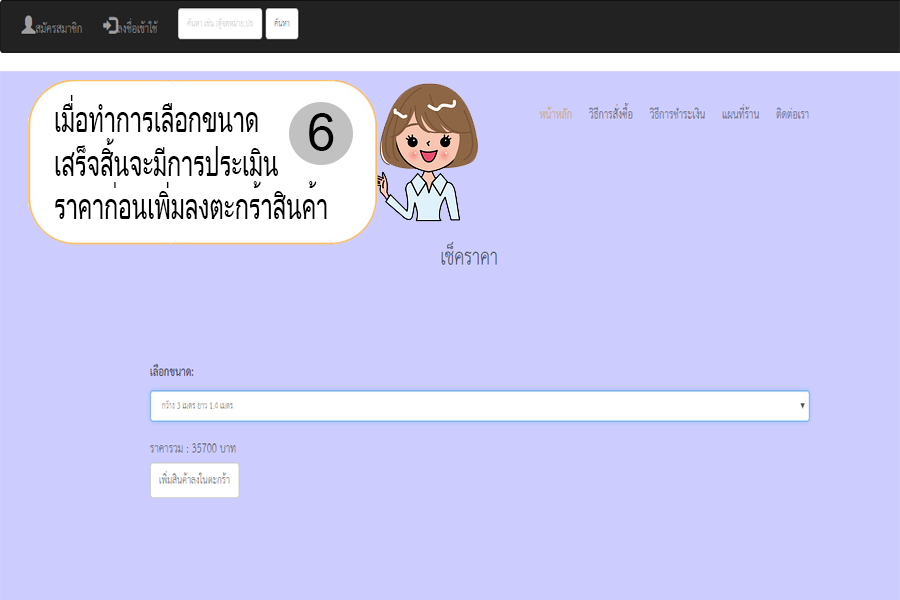 สมัครสมาชิก
ลงชื่อเข้าใช้
ค้นหา
เมื่อทำการเลือกขนาด
เสร็จสิ้นจะมีการประเมิน
ราคาก่อนเพิ่มลงตะกร้าสินค้า
6
หน้าหลัก วิธีการสั่งซื้อ วิธีการชำระเงิน แผนที่ร้าน ติดต่อเรา
เช็คราคา
เลือกขนาด:
กว้าง 3 เมตร ยาว 1.4 เมตร
ราคารวม : 35700 บาท
เพิ่มสินค้าลงในตะกร้า